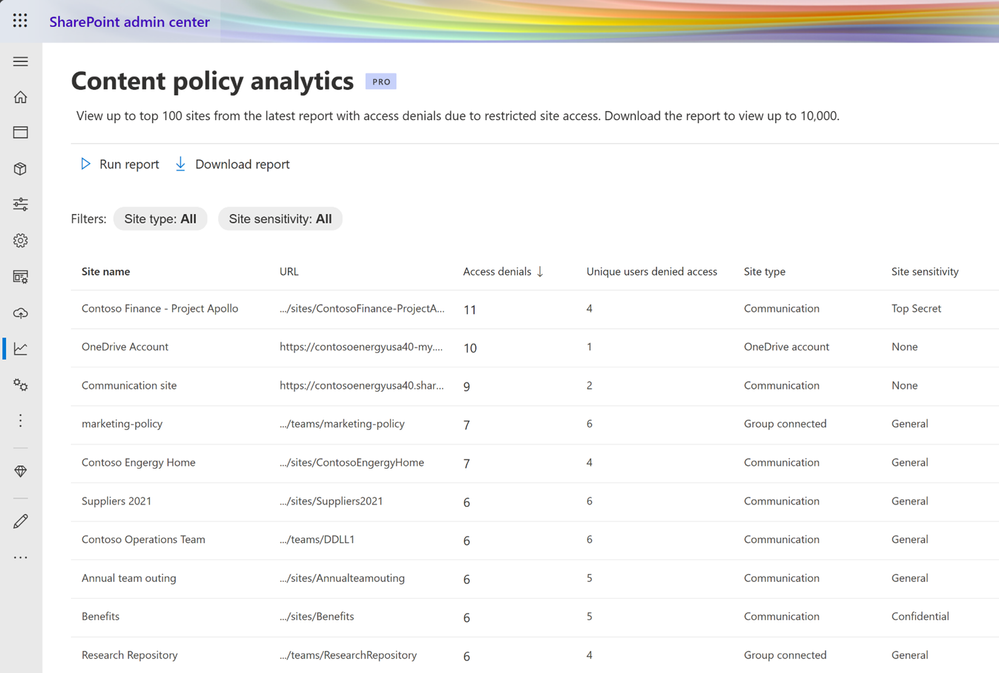 SharePoint admin center
Content policy analytics PRO
View up to top 100 sites from the latest report with access denials due to restricted site access. Download the report to view up to 10,000.
Run report Download report
Filters: Site type: All Site sensitivity: All
Site name URL Access denials ↓ Unique users denied access Site type Site sensitivity
Contoso Finance - Project Apollo .../sites/ContosoFinance-ProjectA... 11 4 Communication Top Secret
OneDrive Account https://contosoenergyusa40-my.... 10 1 OneDrive account None
Communication site https://contosoenergyusa40.shar... 9 2 Communication None
marketing-policy .../teams/marketing-policy 7 6 Group connected General
Contoso Engergy Home .../sites/ContosoEngergyHome 7 4 Communication General
Suppliers 2021 .../sites/Suppliers2021 6 6 Communication General
Contoso Operations Team .../teams/DDLL1 6 6 Communication General
Annual team outing .../sites/Annualteamouting 6 5 Communication General
Benefits .../sites/Benefits 6 5 Communication Confidential
Research Repository .../teams/ResearchRepository 6 4 Group connected General